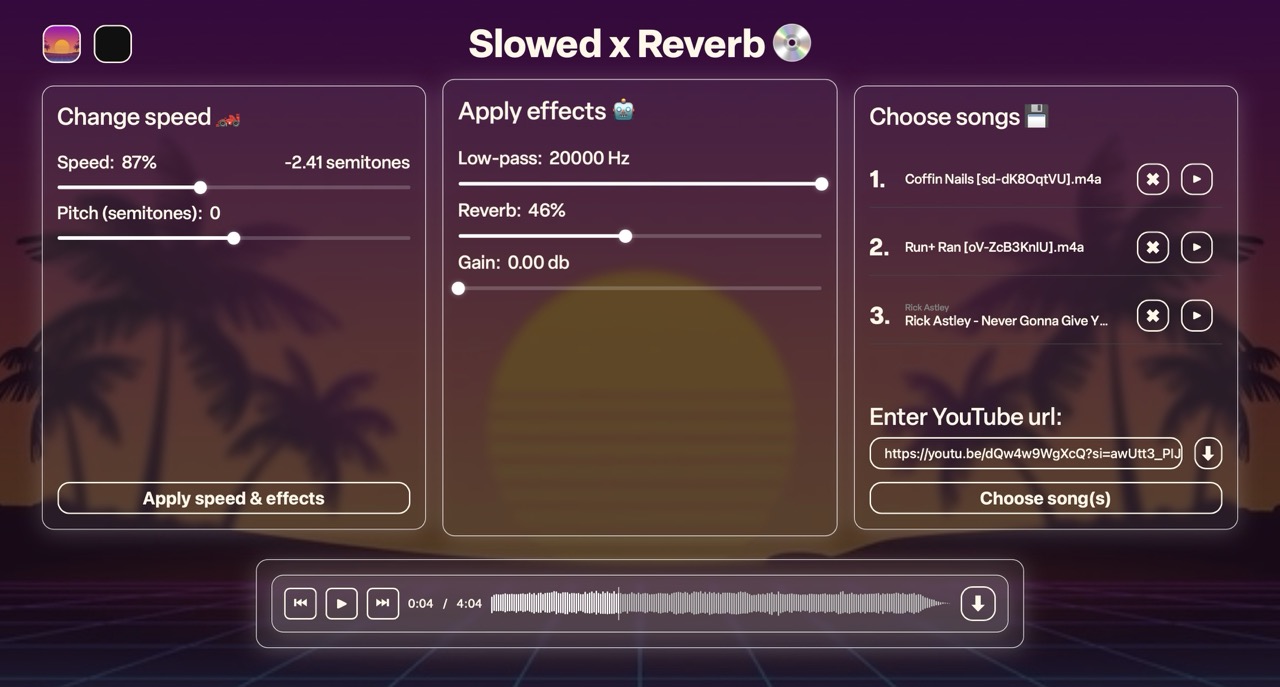 Slowed x Reverb
Change speed
Speed: 87% -2.41 semitones
Pitch (semitones): 0
Apply speed & effects
Apply effects
Low-pass: 20000 Hz
Reverb: 46%
Gain: 0.00 db
Choose songs
1. Coffin Nails [sd-dK8OqtVU].m4a
2. Run+ Ran [oV-ZcB3KnIU].m4a
Rick Astley
3. Rick Astley - Never Gonna Give Y...
Enter YouTube url:
https://youtu.be/dQw4w9WgXcQ?si=awUtt3_PIJ
Choose song(s)
0:04 / 4:04